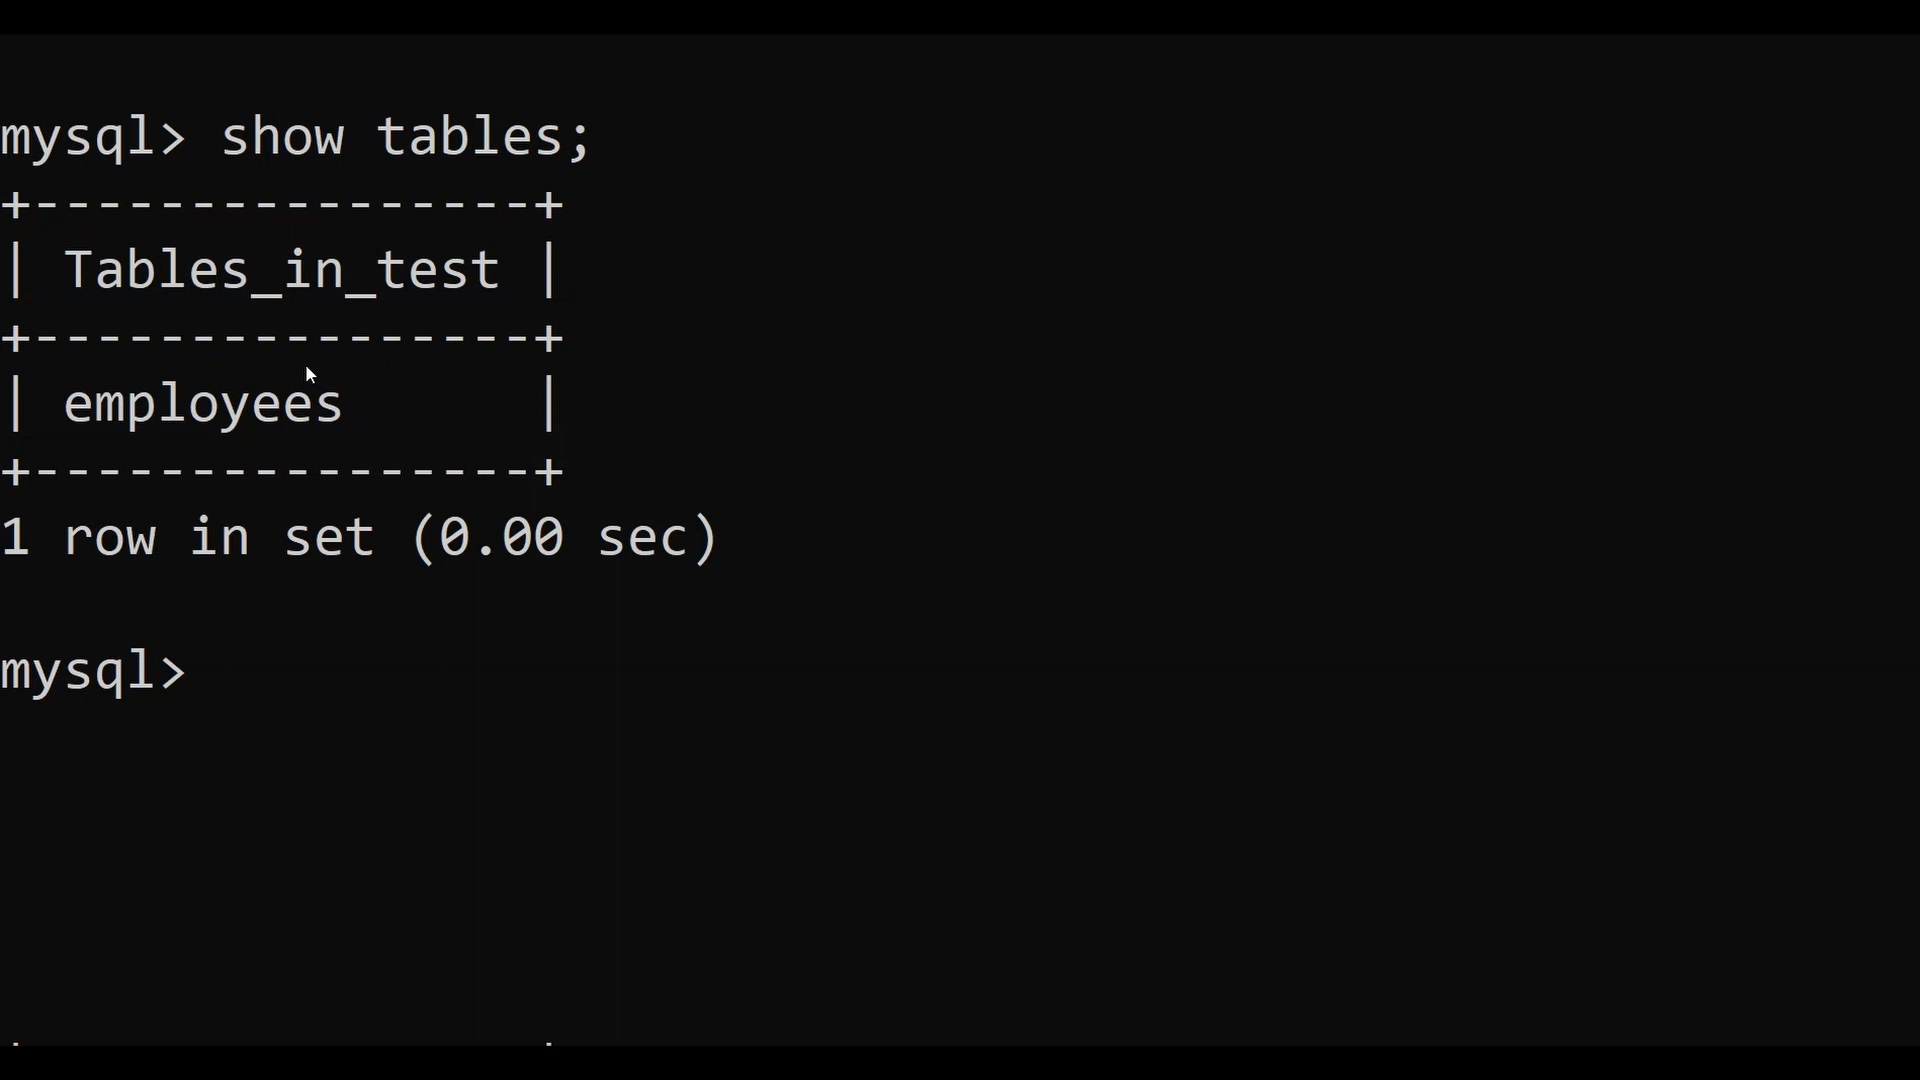 mysql> show tables;
+----------------+
| Tables_in_test |
+----------------+
| employees      |
+----------------+
1 row in set (0.00 sec)
mysql>